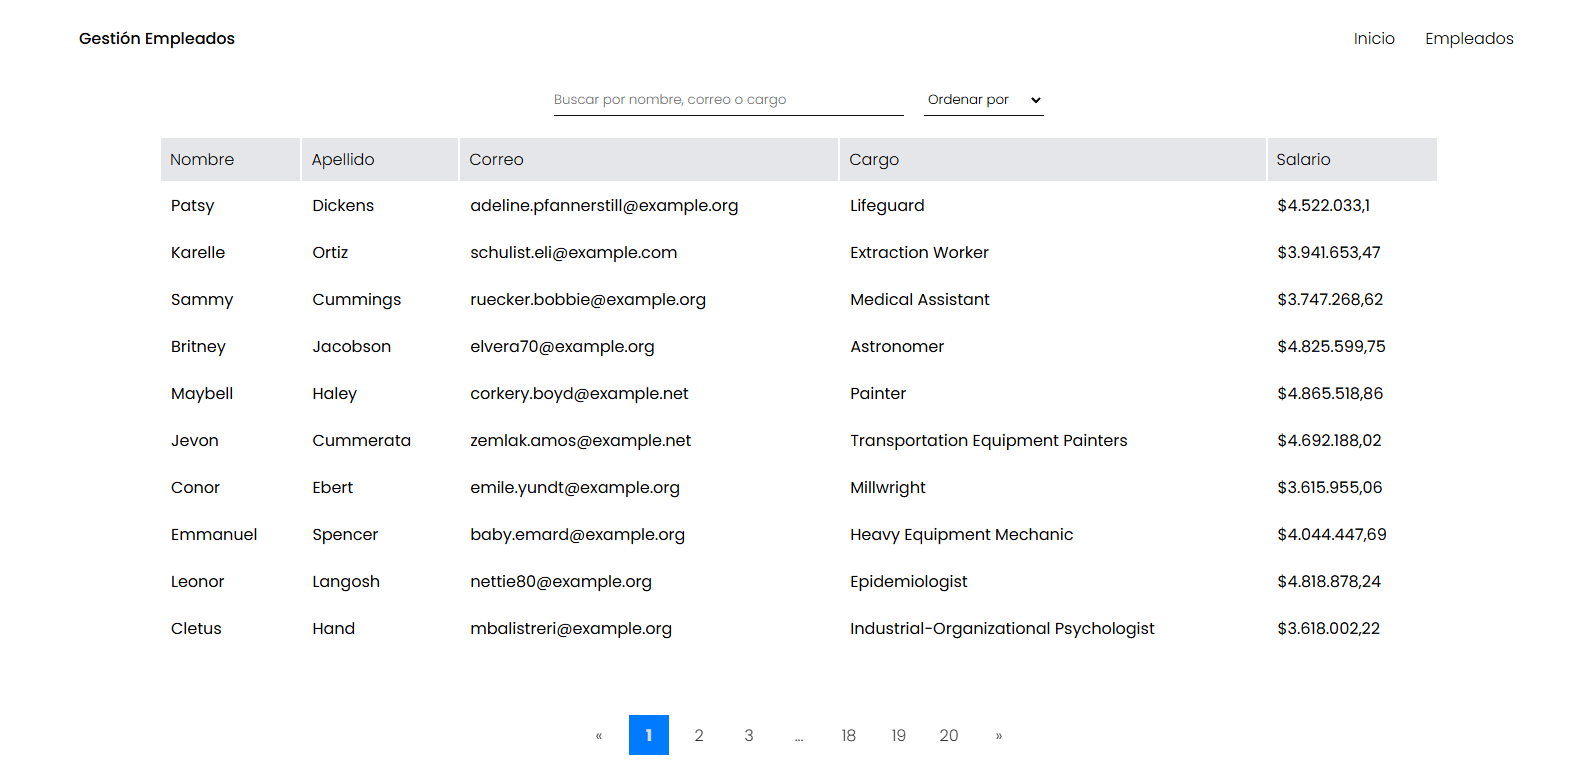 Gestión Empleados Inicio Empleados
Buscar por nombre, correo o cargo Ordenar por
Nombre Apellido Correo Cargo Salario
Patsy Dickens adeline.pfannerstill@example.org Lifeguard $4.522.033,1
Karelle Ortiz schulist.eli@example.com Extraction Worker $3.941.653,47
Sammy Cummings ruecker.bobbie@example.org Medical Assistant $3.747.268,62
Britney Jacobson elvera70@example.org Astronomer $4.825.599,75
Maybell Haley corkery.boyd@example.net Painter $4.865.518,86
Jevon Cummerata zemlak.amos@example.net Transportation Equipment Painters $4.692.188,02
Conor Ebert emile.yundt@example.org Millwright $3.615.955,06
Emmanuel Spencer baby.emard@example.org Heavy Equipment Mechanic $4.044.447,69
Leonor Langosh nettie80@example.org Epidemiologist $4.818.878,24
Cletus Hand mbalistreri@example.org Industrial-Organizational Psychologist $3.618.002,22
« 1 2 3 ... 18 19 20 »